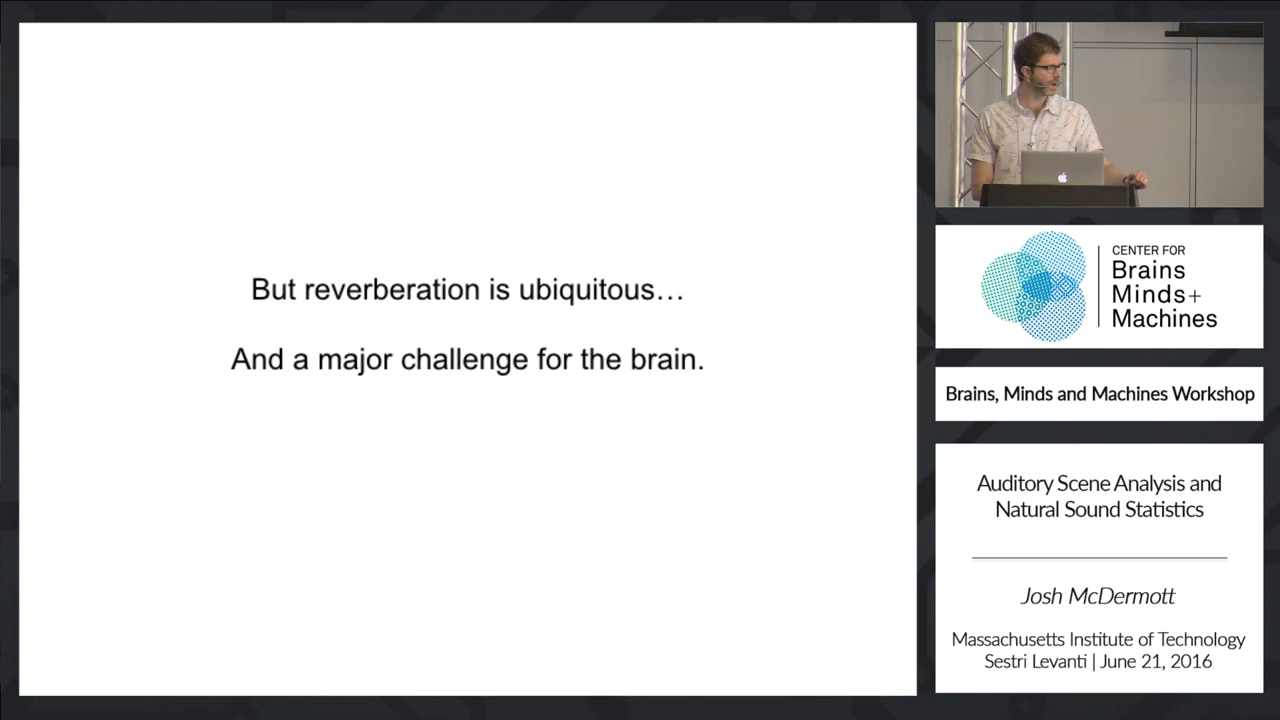 But reverberation is ubiquitous…
And a major challenge for the brain.
CENTER FOR
Brains
Minds+
Machines
Brains, Minds and Machines Workshop
Auditory Scene Analysis and
Natural Sound Statistics
Josh McDermott
Massachusetts Institute of Technology
Sestri Levanti | June 21, 2016